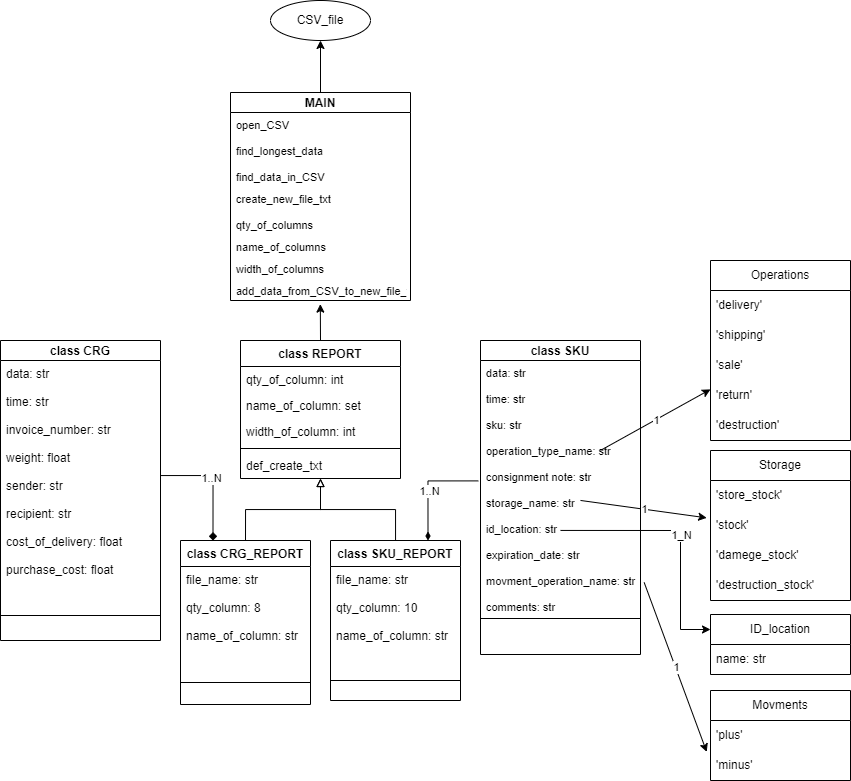 CSV_file
MAIN
open_CSV
find_longest_data
find_data_in_CSV
create_new_file_txt
qty_of_columns
name_of_columns
width_of_columns
add_data_from_CSV_to_new_file_
class CRG
data: str
time: str
invoice_number: str
weight: float
sender: str
recipient: str
cost_of_delivery: float
purchase_cost: float
1..N
class REPORT
qty_of_column: int
name_of_column: set
width_of_column: int
def_create_txt
class CRG_REPORT
file_name: str
qty_column: 8
name_of_column: str
class SKU_REPORT
file_name: str
qty_column: 10
name_of_column: str
1..N
class SKU
data: str
time: str
sku: str
operation_type_name: str
consignment note: str
storage_name: str
id_location: str
expiration_date: str
movment_operation_name: str
comments: str
1
1
1_N
1
Operations
'delivery'
'shipping'
'sale'
'return'
'destruction'
Storage
'store_stock'
'stock'
'damege_stock'
'destruction_stock'
ID_location
name: str
Movments
'plus'
'minus'